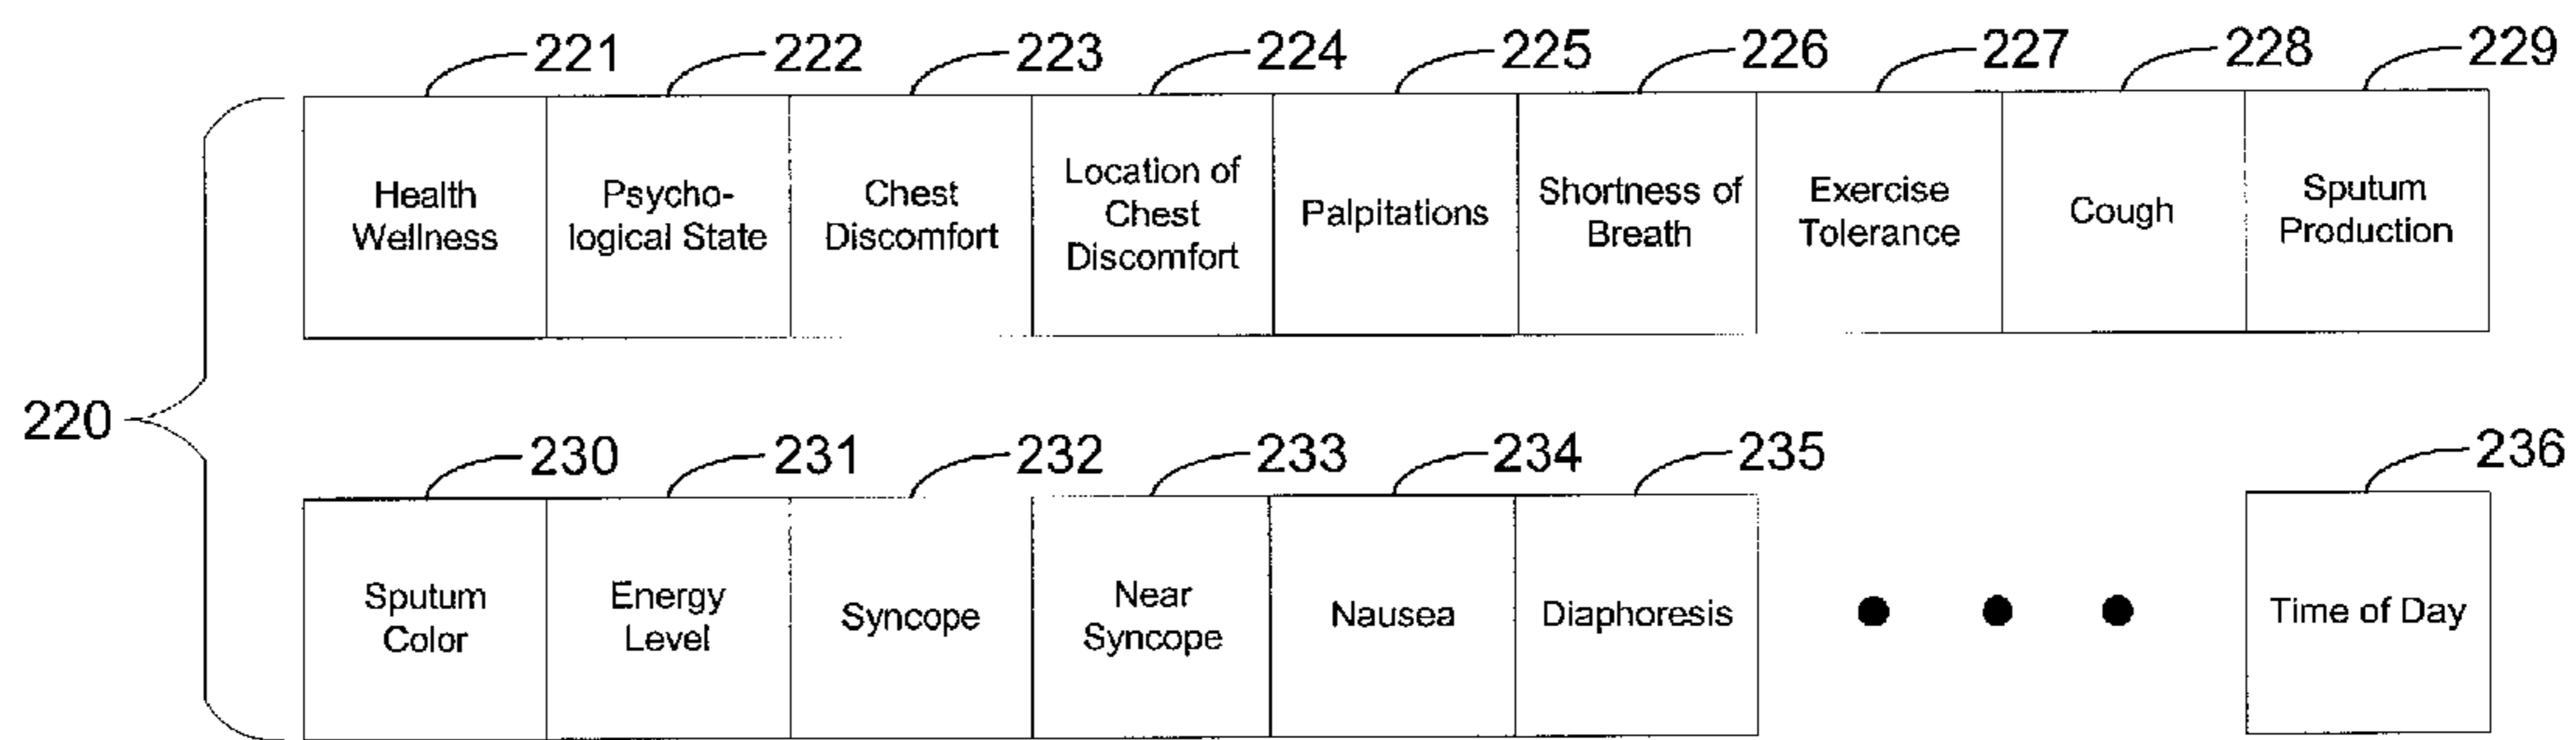 221 222 223 224 225 226 227 228 229
Health
Wellness
Psycho-
logical State
Chest
Discomfort
Location of
Chest
Discomfort
Palpitations
Shortness of
Breath
Exercise
Tolerance
Cough
Sputum
Production
220
230 231 232 233 234 235 236
Sputum
Color
Energy
Level
Syncope
Near
Syncope
Nausea
Diaphoresis
Time of Day